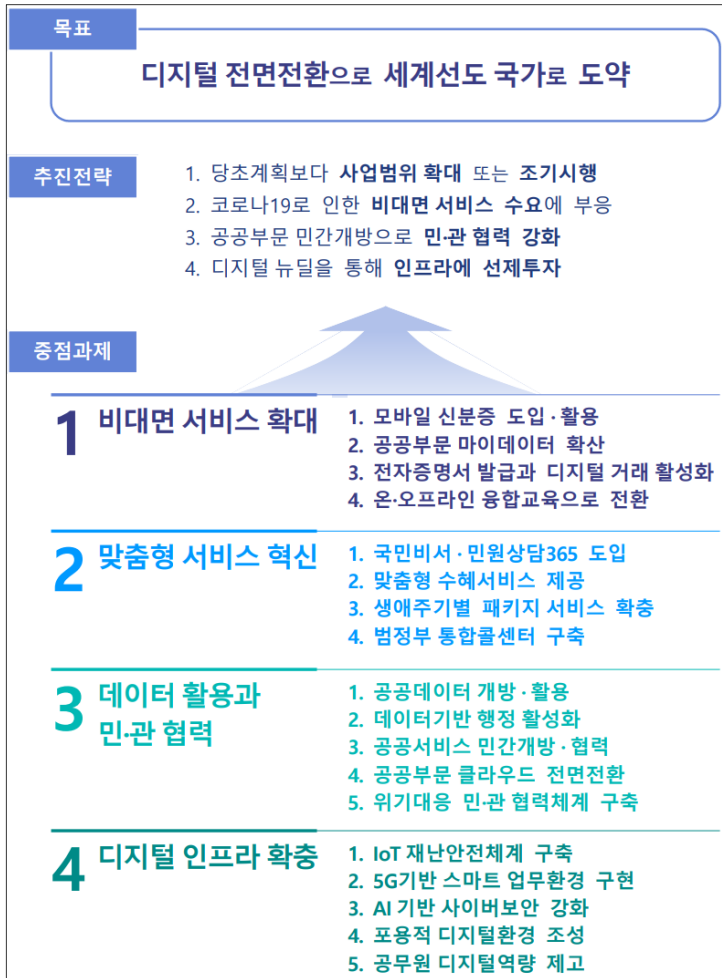 목표
디지털 전면전환으로 세계선도 국가로 도약
추진전략
1. 당초계획보다 사업범위 확대 또는 조기시행
2. 코로나19로 인한 비대면 서비스 수요에 부응
3. 공공부문 민간개방으로 민·관 협력 강화
4. 디지털 뉴딜을 통해 인프라에 선제투자
중점과제
1 비대면 서비스 확대
1. 모바일 신분증 도입·활용
2. 공공부문 마이데이터 확산
3. 전자증명서 발급과 디지털 거래 활성화
4. 온·오프라인 융합교육으로 전환
2 맞춤형 서비스 혁신
1. 국민비서·민원상담365 도입
2. 맞춤형 수혜서비스 제공
3. 생애주기별 패키지 서비스 확충
4. 범정부 통합콜센터 구축
3 데이터 활용과
민·관 협력
1. 공공데이터 개방·활용
2. 데이터기반 행정 활성화
3. 공공서비스 민간개방·협력
4. 공공부문 클라우드 전면전환
5. 위기대응 민·관 협력체계 구축
4 디지털 인프라 확충
1. IoT 재난안전체계 구축
2. 5G기반 스마트 업무환경 구현
3. AI 기반 사이버보안 강화
4. 포용적 디지털환경 조성
5. 공무원 디지털역량 제고